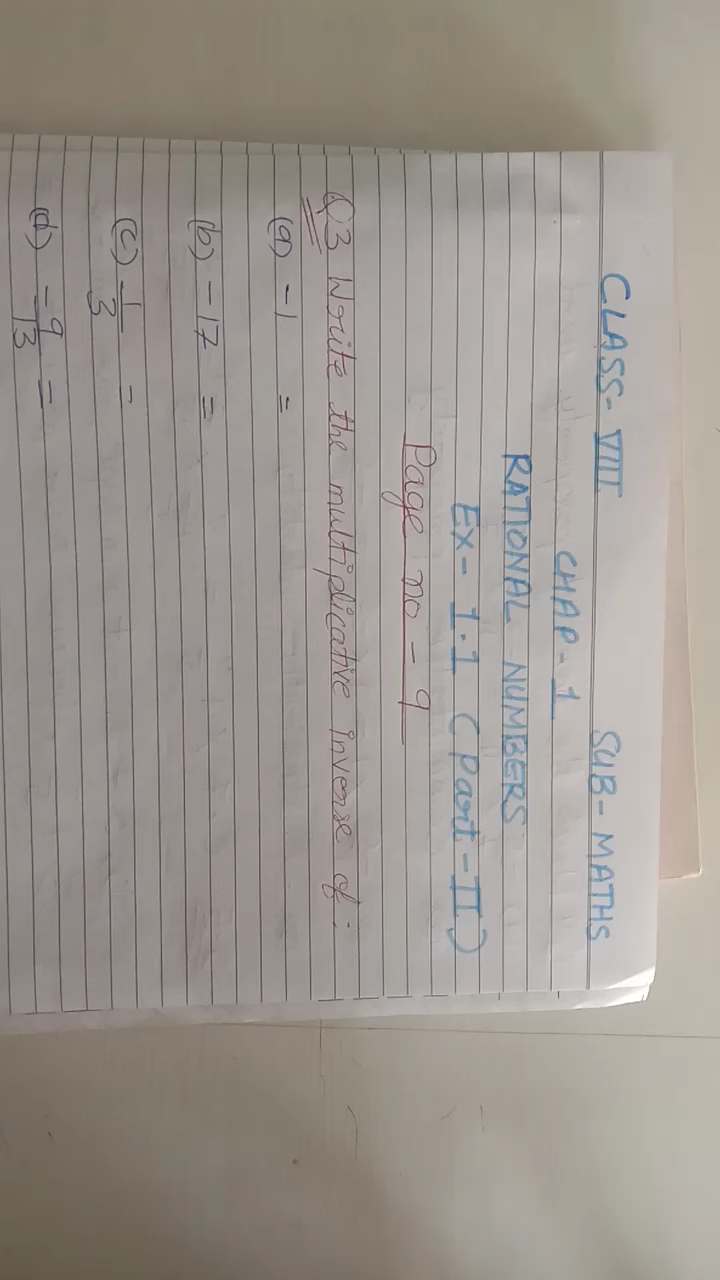 CLASS- VIII SUB-MATHS
CHAP-1
RATIONAL NUMBERS
EX- 1.1 (Part-II)
Page no - 9
Q3 Write the multiplicative inverse of:
(a) -1 =
(b) -17 =
(c) 1/3 =
(d) -9/13 =